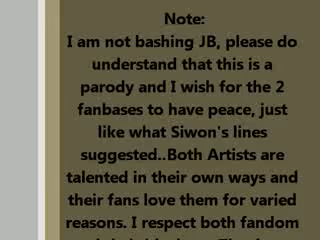 Note:
I am not bashing JB, please do
understand that this is a
parody and I wish for the 2
fanbases to have peace, just
like what Siwon's lines
suggested..Both Artists are
talented in their own ways and
their fans love them for varied
reasons. I respect both fandom